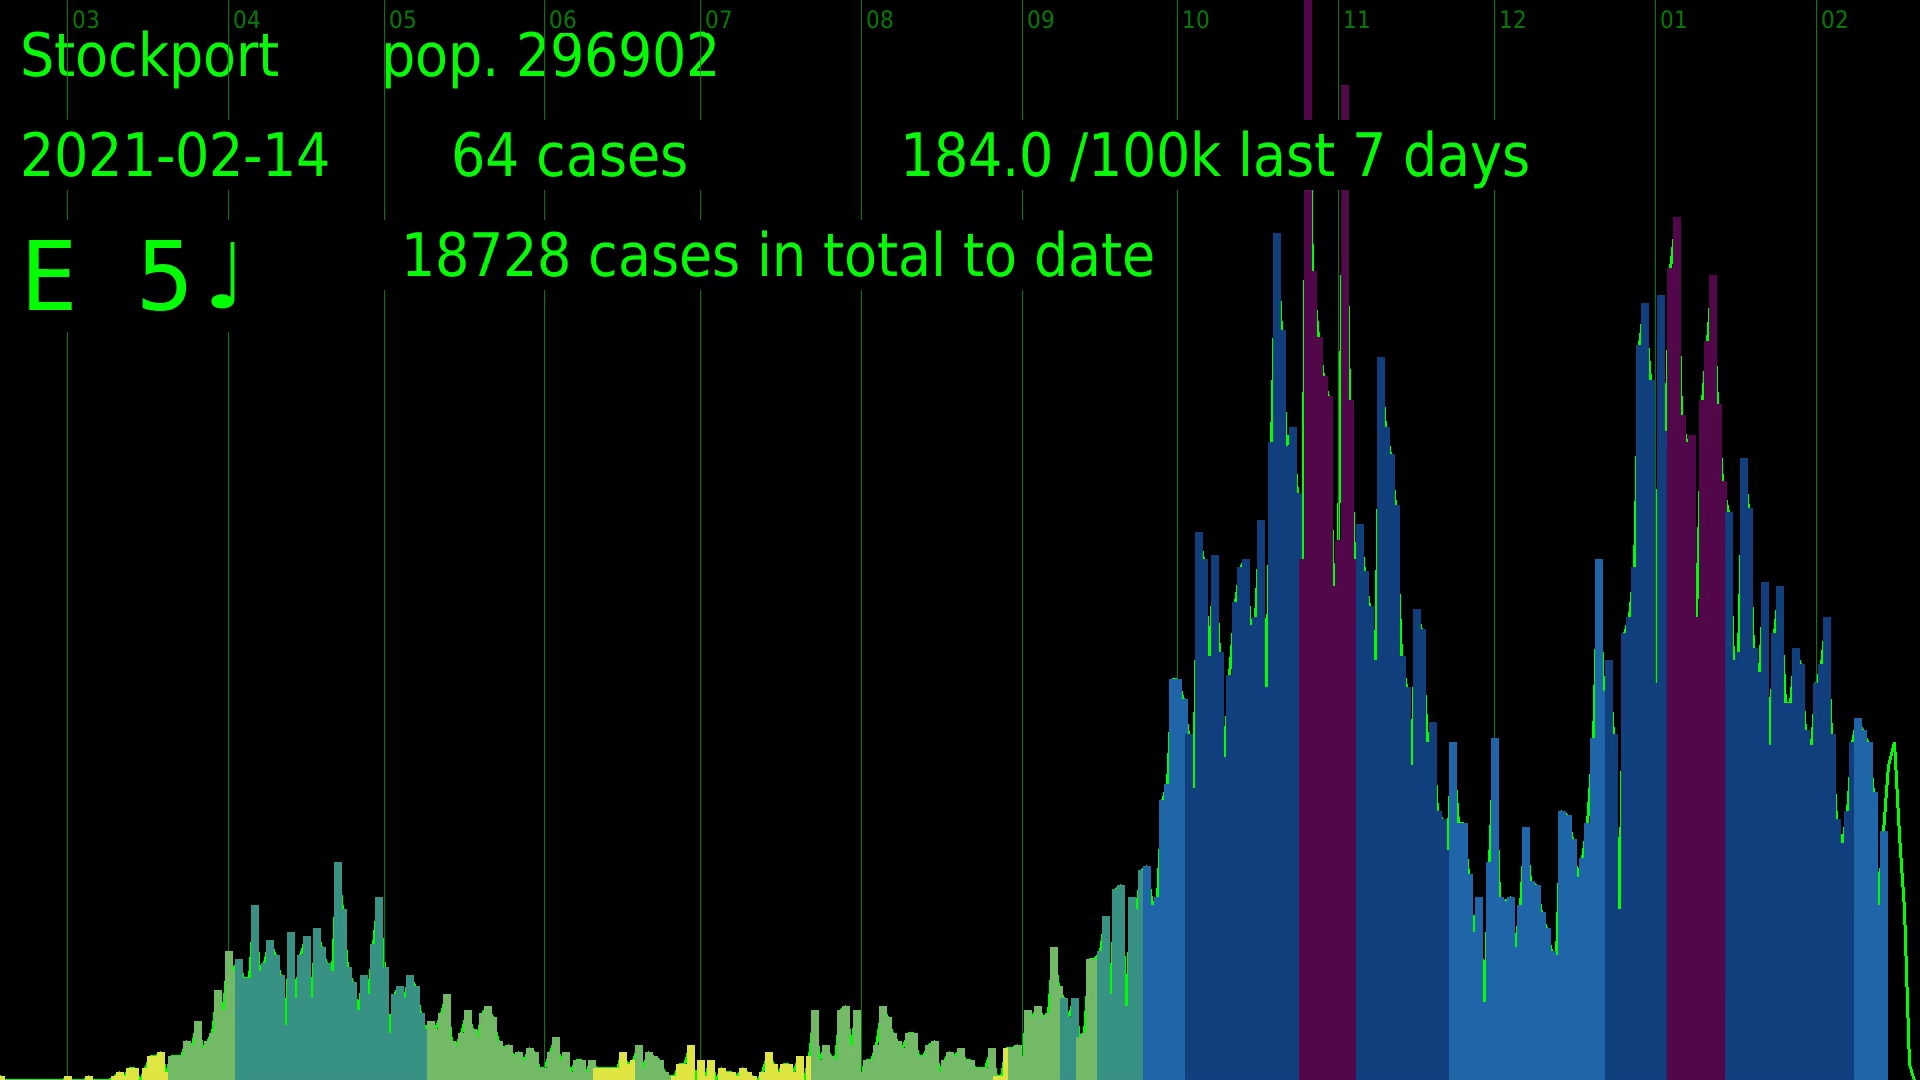 03 04 05 06 07 08 09 10 11 12 01 02
Stockport pop. 296902
2021-02-14 64 cases 184.0 /100k last 7 days
E 5♩ 18728 cases in total to date